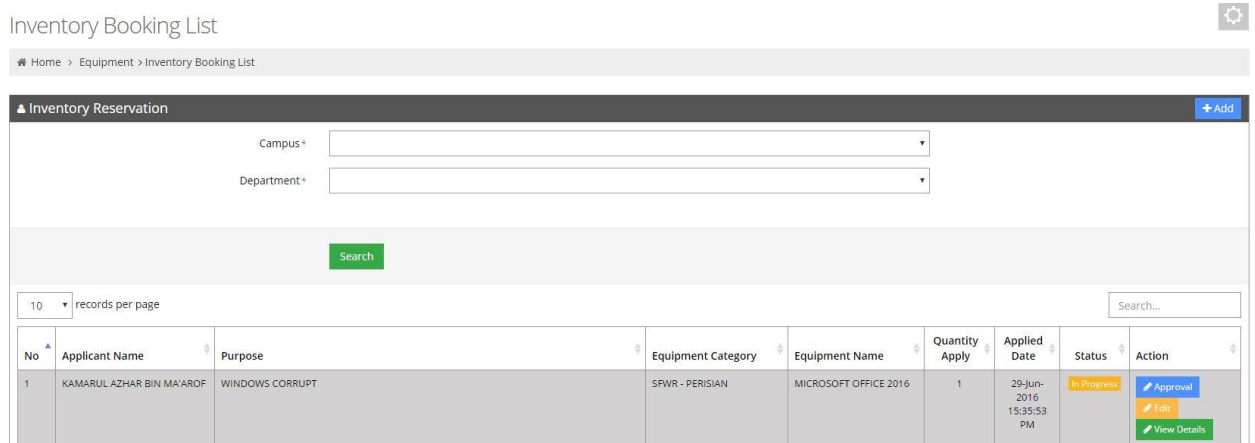 Inventory Booking List
Home > Equipment > Inventory Booking List
Inventory Reservation
+ Add
Campus *
Department *
Search
10 records per page
Search...
No Applicant Name Purpose Equipment Category Equipment Name Quantity Apply Applied Date Status Action
1 KAMARUL AZHAR BIN MA'AROF WINDOWS CORRUPT SFWR - PERISIAN MICROSOFT OFFICE 2016 1 29-Jun-2016 15:35:53 PM In Progress Approval
Edit
View Details